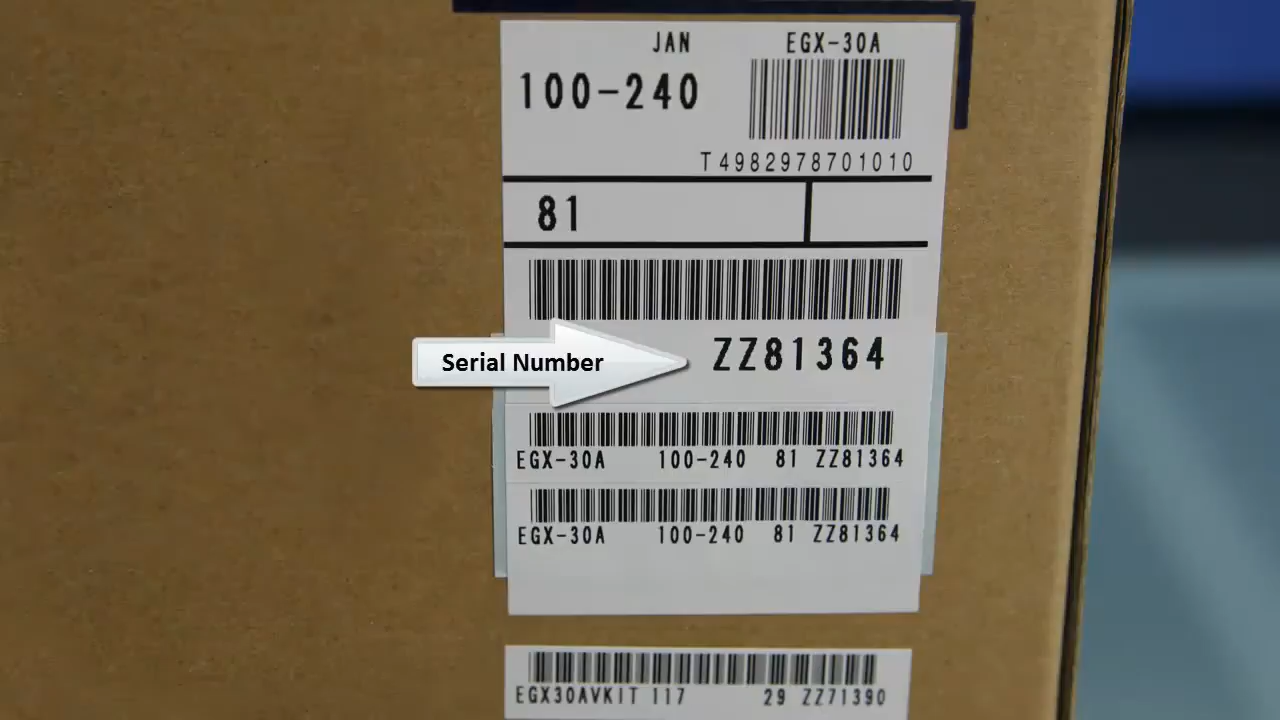 JAN EGX-30A
100-240
T4982978701010
81
Serial Number
ZZ81364
EGX-30A 100-240 81 ZZ81364
EGX-30A 100-240 81 ZZ81364
EGX30AVKIT 117 29 ZZ71390